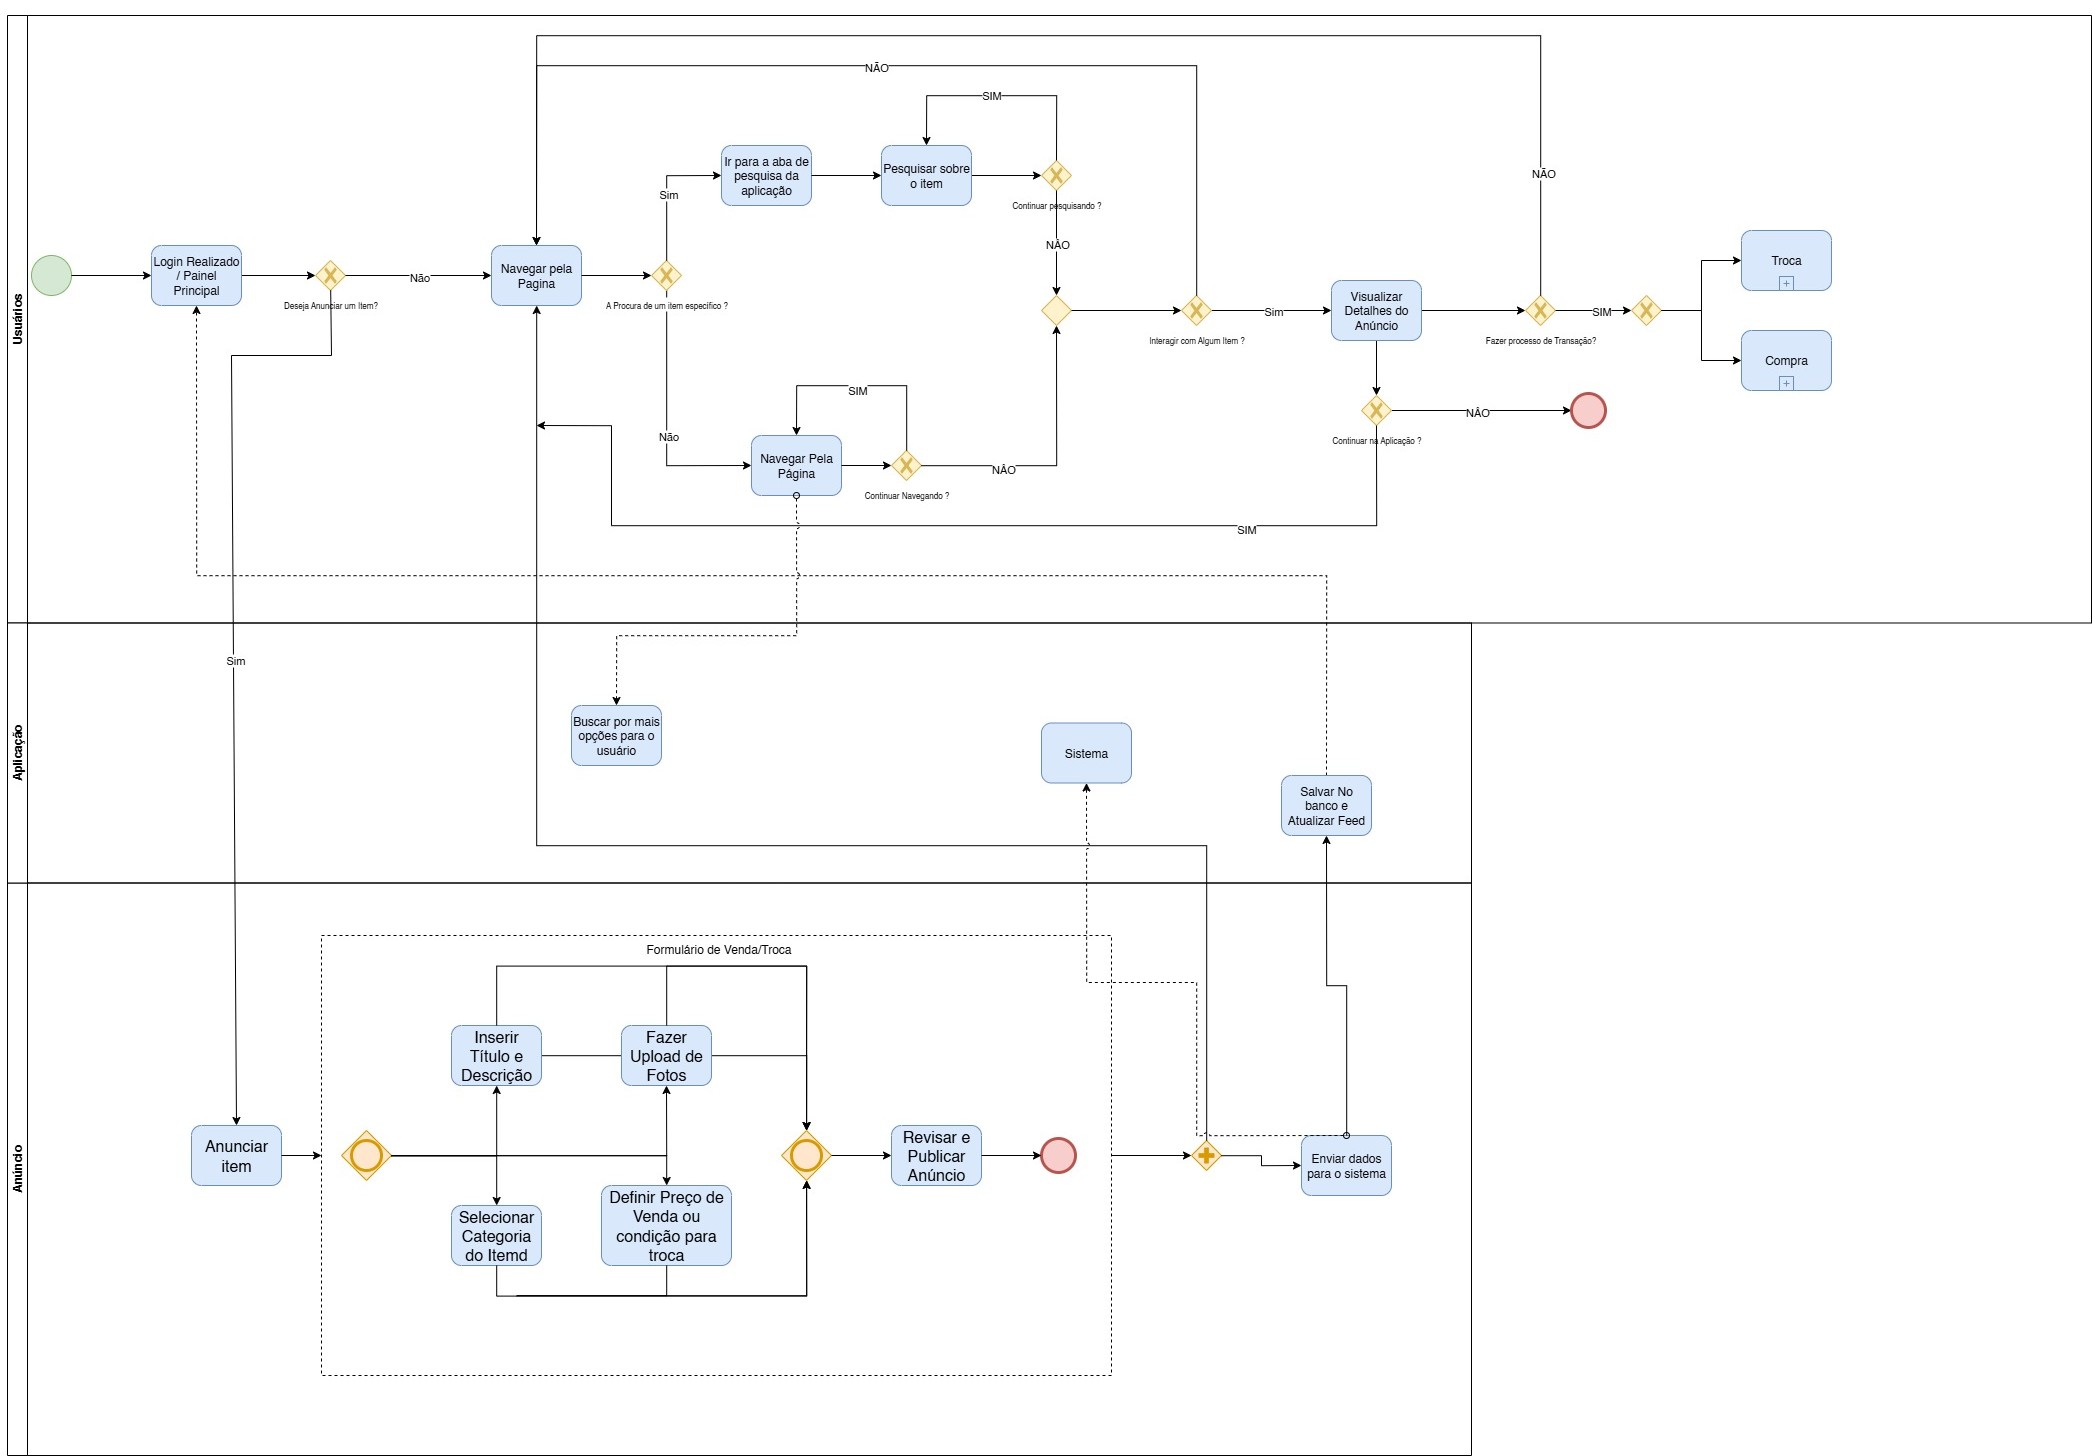 Usuários
NÃO
SIM
NÃO
Ir para a aba de
pesquisa da
aplicação
Pesquisar sobre
o item
Sim
Continuar pesquisando ?
NÃO
Login Realizado
/ Painel
Principal
Deseja Anunciar um Item?
Não
Navegar pela
Pagina
A Procura de um item específico ?
Interagir com Algum Item ?
Sim
Visualizar
Detalhes do
Anúncio
Fazer processo de Transação?
SIM
Troca
Compra
Continuar na Aplicação ?
NÃO
SIM
Não
Navegar Pela
Página
Continuar Navegando ?
NÃO
SIM
Aplicação
Sim
Buscar por mais
opções para o
usuário
Sistema
Salvar No
banco e
Atualizar Feed
Anúncio
Formulário de Venda/Troca
Inserir
Título e
Descrição
Fazer
Upload de
Fotos
Anunciar
item
Revisar e
Publicar
Anúncio
Enviar dados
para o sistema
Selecionar
Categoria
do Itemd
Definir Preço de
Venda ou
condição para
troca